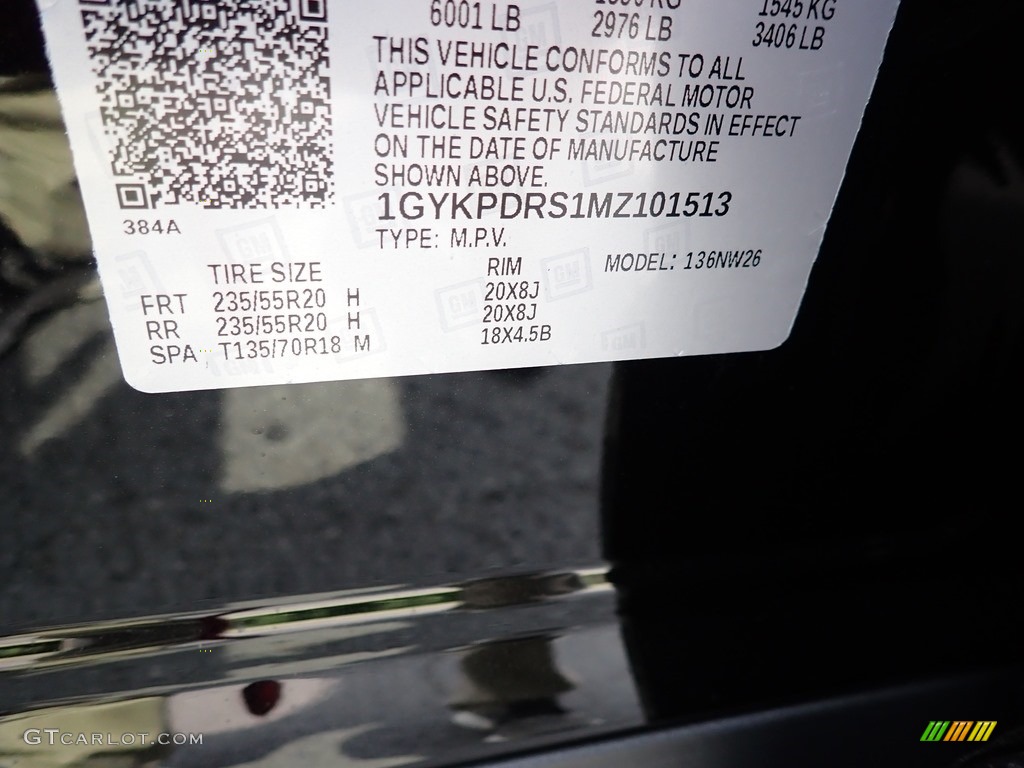 6001 LB 2976 LB 1545 KG
3406 LB
THIS VEHICLE CONFORMS TO ALL
APPLICABLE U.S. FEDERAL MOTOR
VEHICLE SAFETY STANDARDS IN EFFECT
ON THE DATE OF MANUFACTURE
SHOWN ABOVE.
1GYKPDRS1MZ101513
384A
TYPE: M.P.V.
TIRE SIZE RIM MODEL: 136NW26
FRT 235/55R20 H 20X8J
RR 235/55R20 H 20X8J
SPA T135/70R18 M 18X4.5B
GTCARLOT.COM